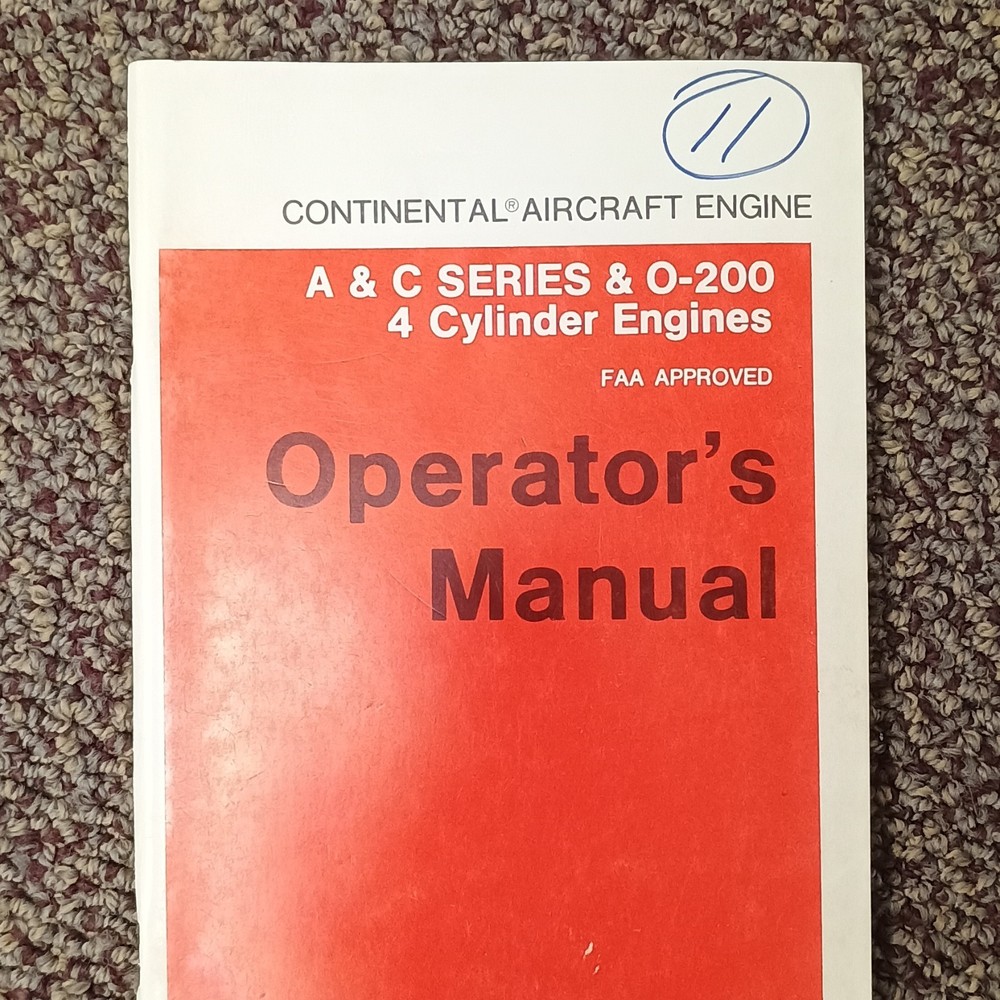 11
CONTINENTAL® AIRCRAFT ENGINE
A & C SERIES & O-200
4 Cylinder Engines
FAA APPROVED
Operator's
Manual